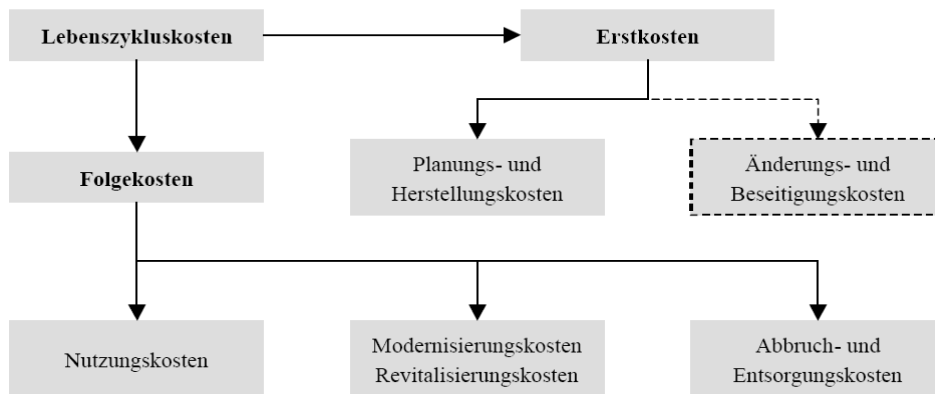 Lebenszykluskosten
Erstkosten
Planungs- und
Herstellungskosten
Änderungs- und
Beseitigungskosten
Folgekosten
Nutzungskosten
Modernisierungskosten
Revitalisierungskosten
Abbruch- und
Entsorgungskosten